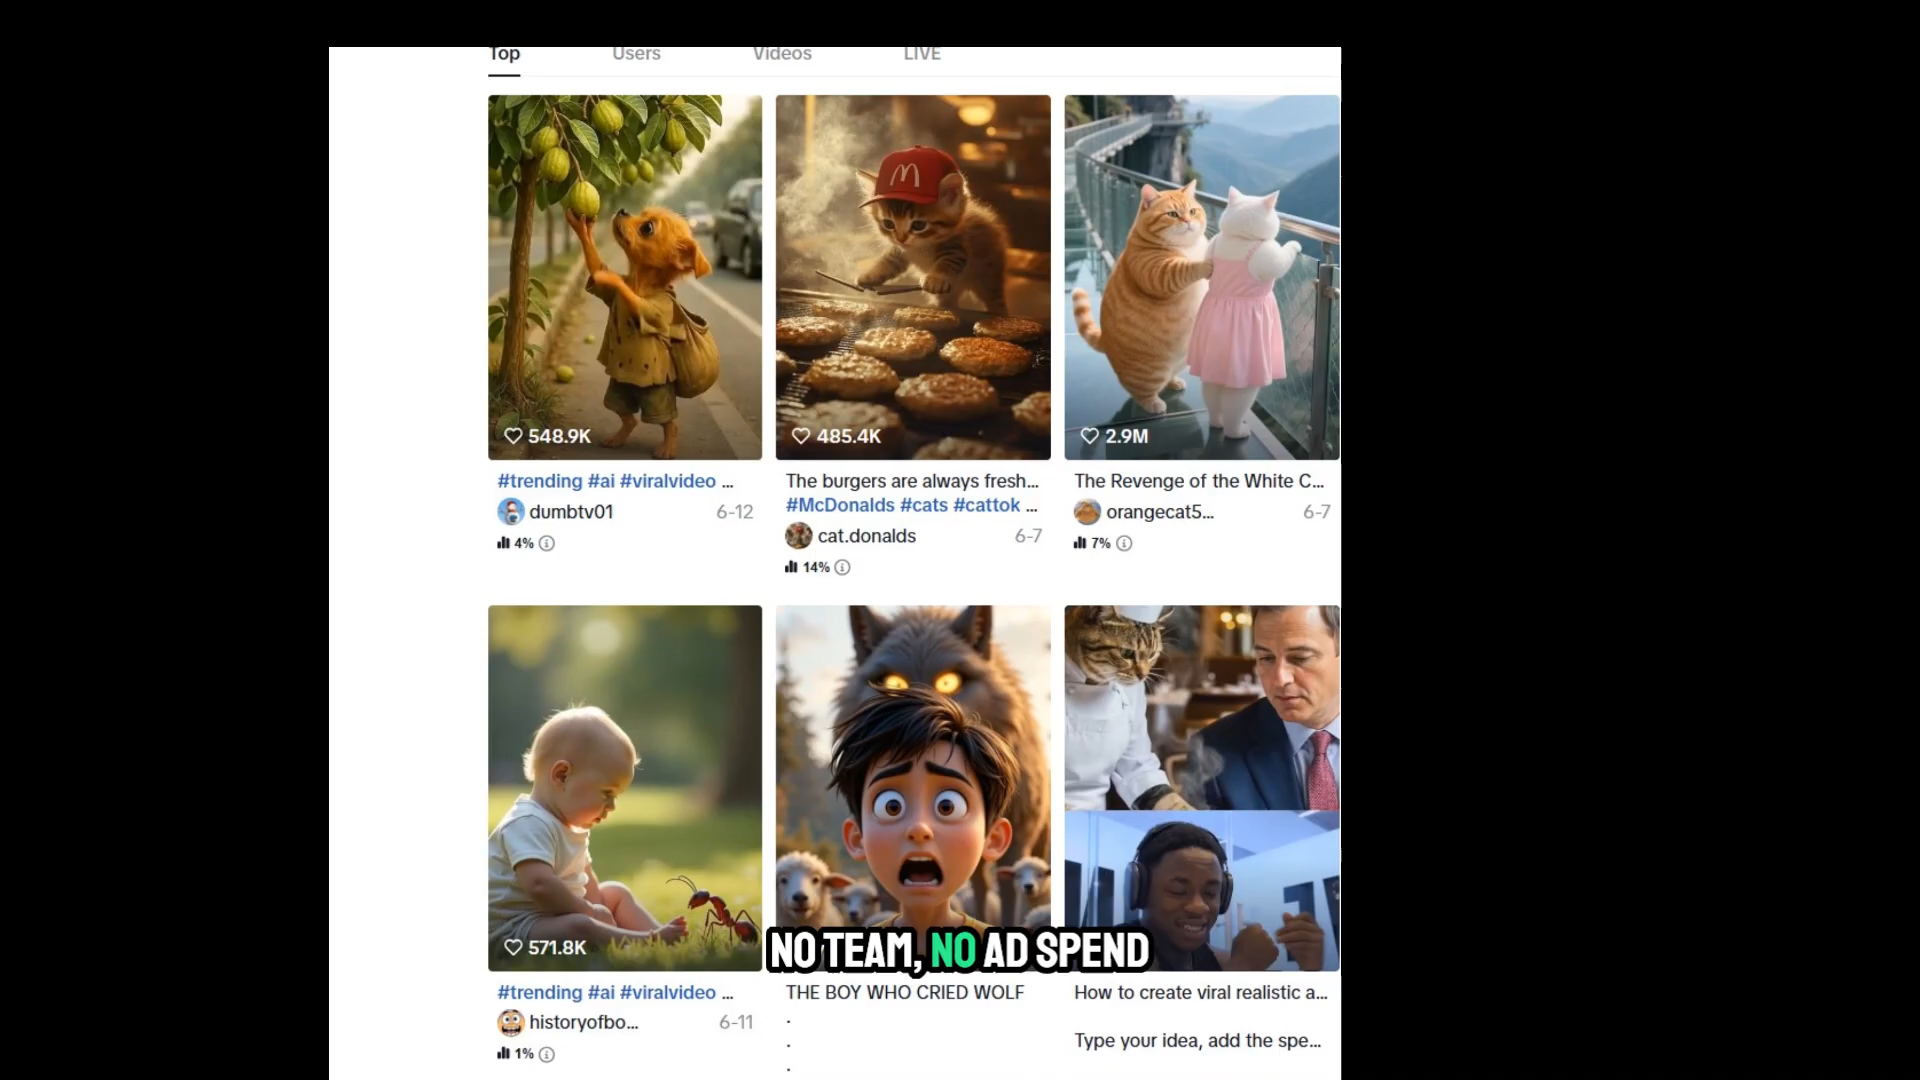 Top Users Videos LIVE
548.9K
485.4K
2.9M
#trending #ai #viralvideo ...
dumbtv01 6-12
4%
The burgers are always fresh...
#McDonalds #cats #cattok ...
cat.donalds 6-7
14%
The Revenge of the White C...
orangecat5... 6-7
7%
571.8K
NO TEAM, NO AD SPEND
#trending #ai #viralvideo ...
historyofbo... 6-11
1%
THE BOY WHO CRIED WOLF
.
.
.
How to create viral realistic a...
Type your idea, add the spe...